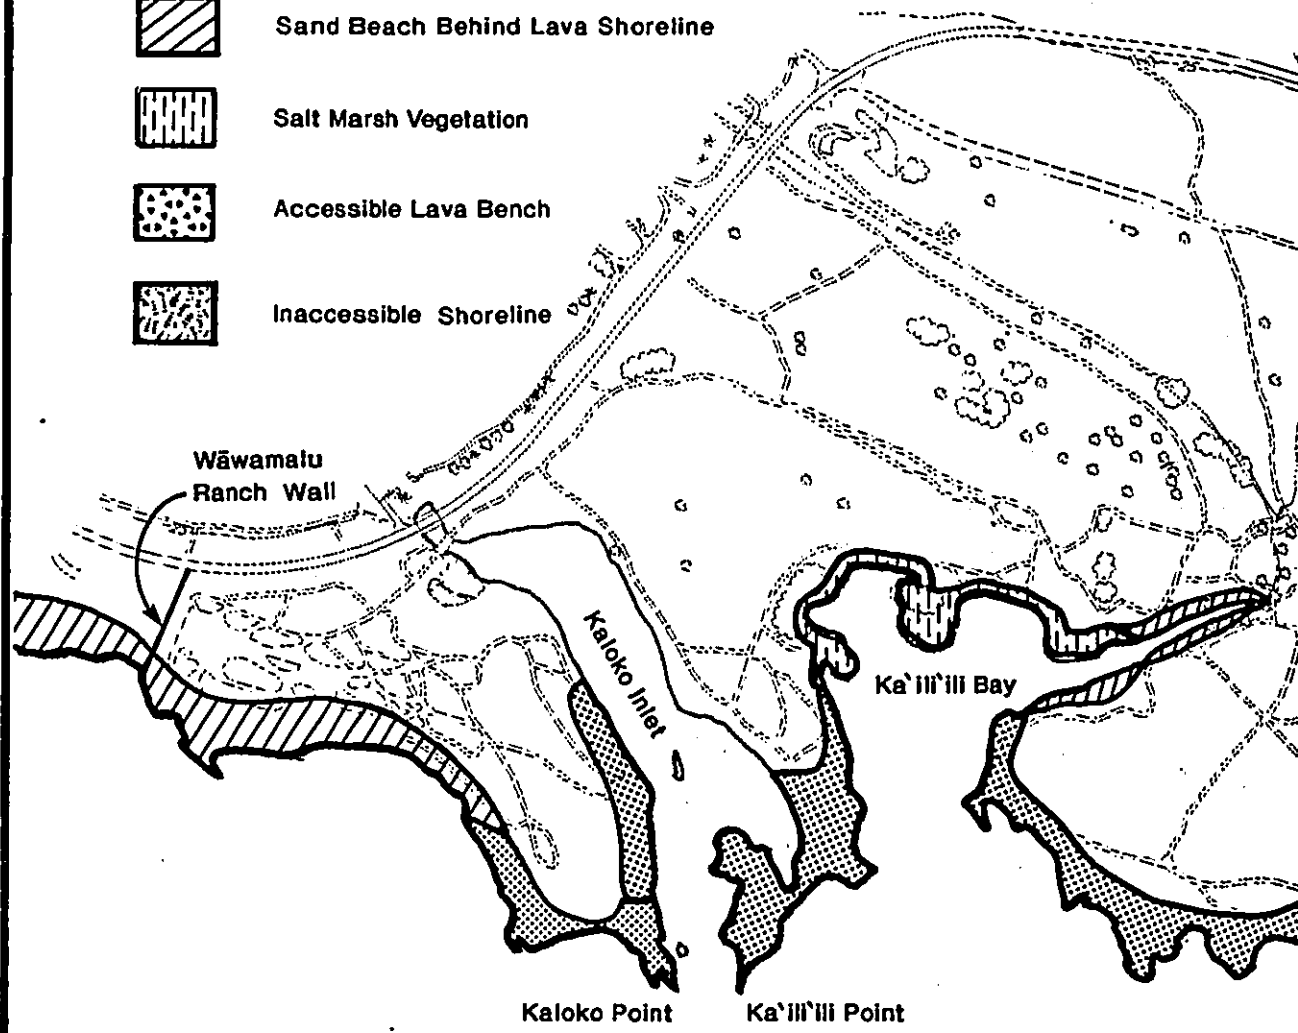 Sand Beach Behind Lava Shoreline
Salt Marsh Vegetation
Accessible Lava Bench
Inaccessible Shoreline
Wāwamalu
Ranch Wall
Kaloko Inlet
Ka`ili`ili Bay
Kaloko Point
Ka`ili`ili Point